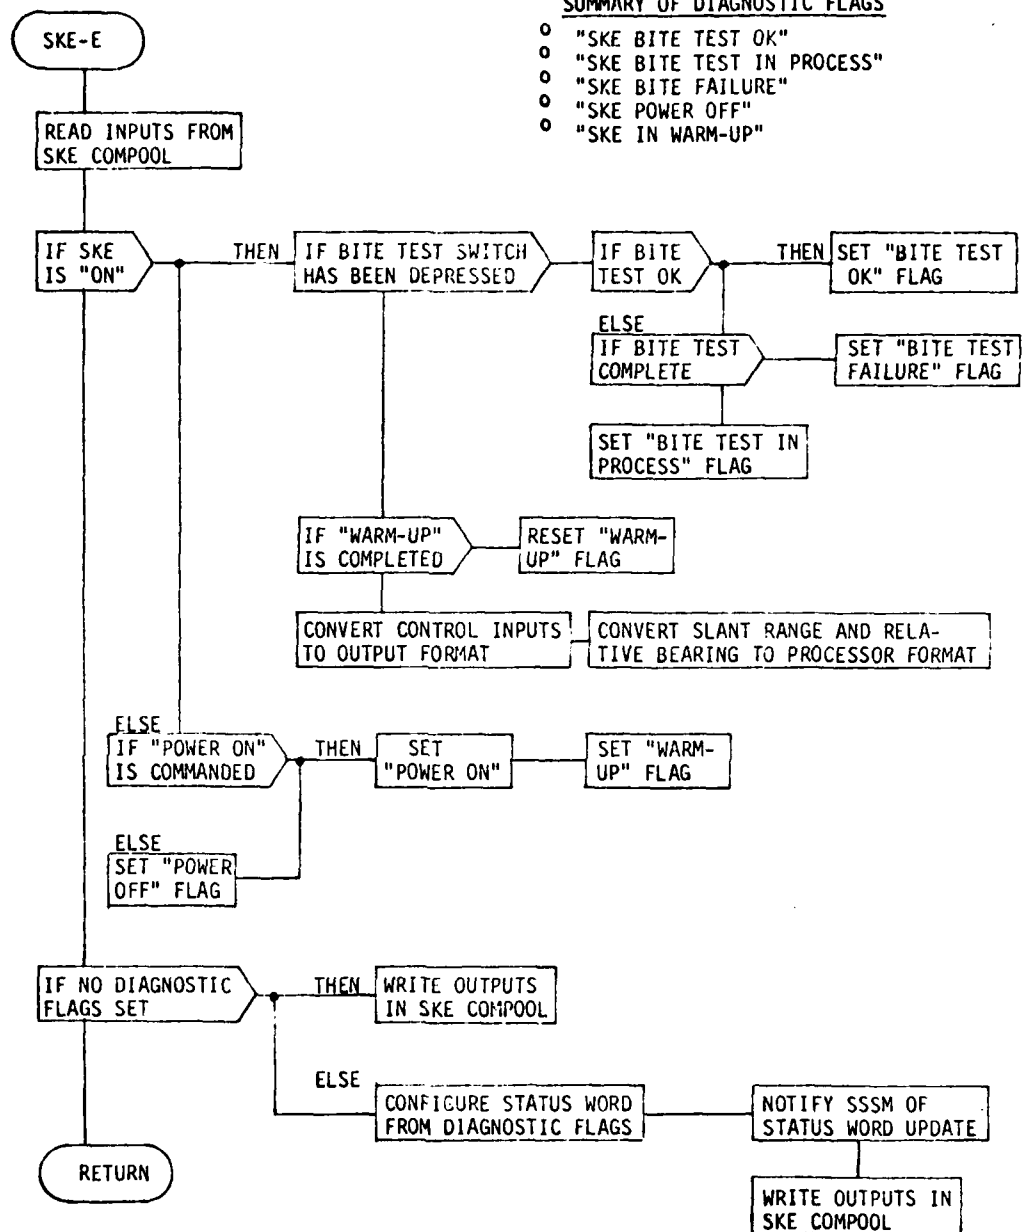 SUMMARY OF DIAGNOSTIC FLAGS
o "SKE BITE TEST OK"
o "SKE BITE TEST IN PROCESS"
o "SKE BITE FAILURE"
o "SKE POWER OFF"
o "SKE IN WARM-UP"
SKE-E
READ INPUTS FROM
SKE COMPOOL
IF SKE
IS "ON"
THEN
IF BITE TEST SWITCH
HAS BEEN DEPRESSED
IF BITE
TEST OK
THEN
SET "BITE TEST
OK" FLAG
ELSE
IF BITE TEST
COMPLETE
SET "BITE TEST
FAILURE" FLAG
SET "BITE TEST IN
PROCESS" FLAG
IF "WARM-UP"
IS COMPLETED
RESET "WARM-
UP" FLAG
CONVERT CONTROL INPUTS
TO OUTPUT FORMAT
CONVERT SLANT RANGE AND RELA-
TIVE BEARING TO PROCESSOR FORMAT
ELSE
IF "POWER ON"
IS COMMANDED
THEN
SET
"POWER ON"
SET "WARM-
UP" FLAG
ELSE
SET "POWER
OFF" FLAG
IF NO DIAGNOSTIC
FLAGS SET
THEN
WRITE OUTPUTS
IN SKE COMPOOL
ELSE
CONFIGURE STATUS WORD
FROM DIAGNOSTIC FLAGS
NOTIFY SSSM OF
STATUS WORD UPDATE
WRITE OUTPUTS IN
SKE COMPOOL
RETURN